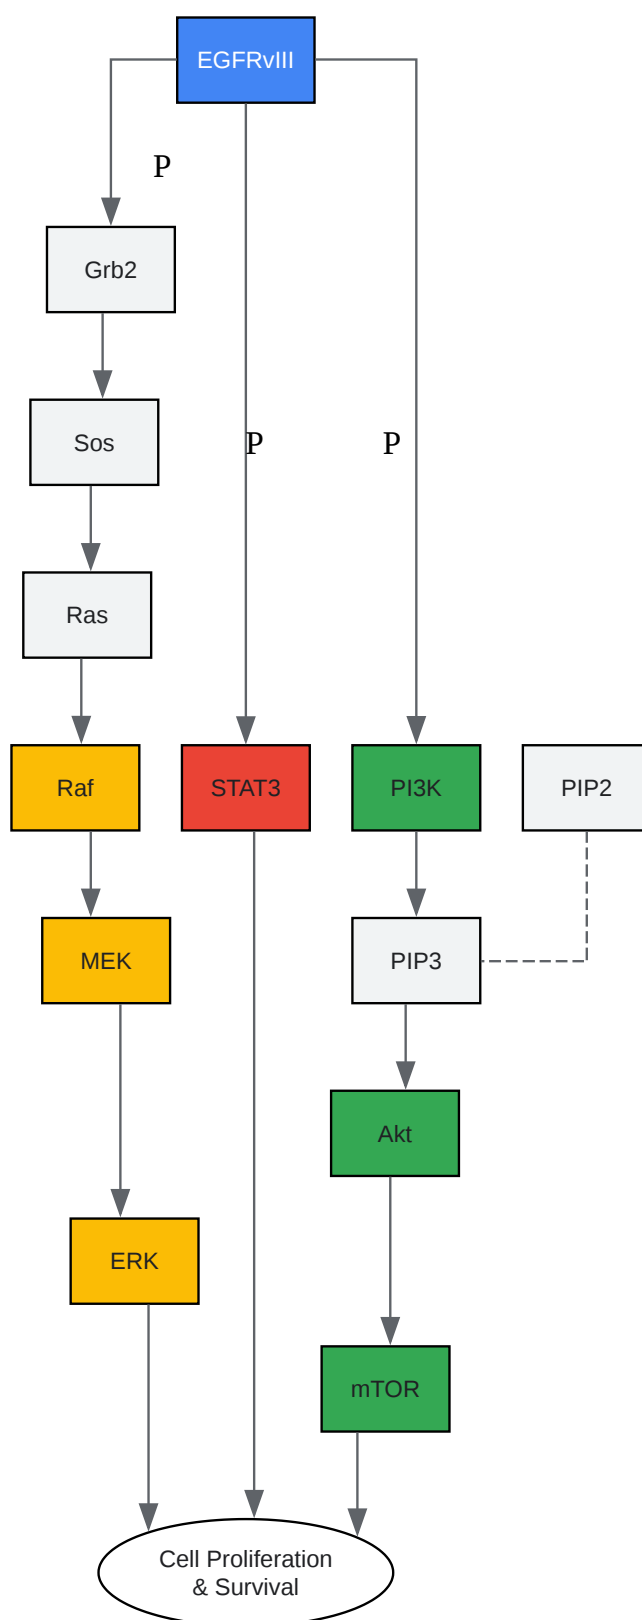 EGFRvIII
P
Grb2
Sos
P
P
Ras
Raf
STAT3
PI3K
PIP2
MEK
PIP3
Akt
ERK
mTOR
Cell Proliferation
& Survival